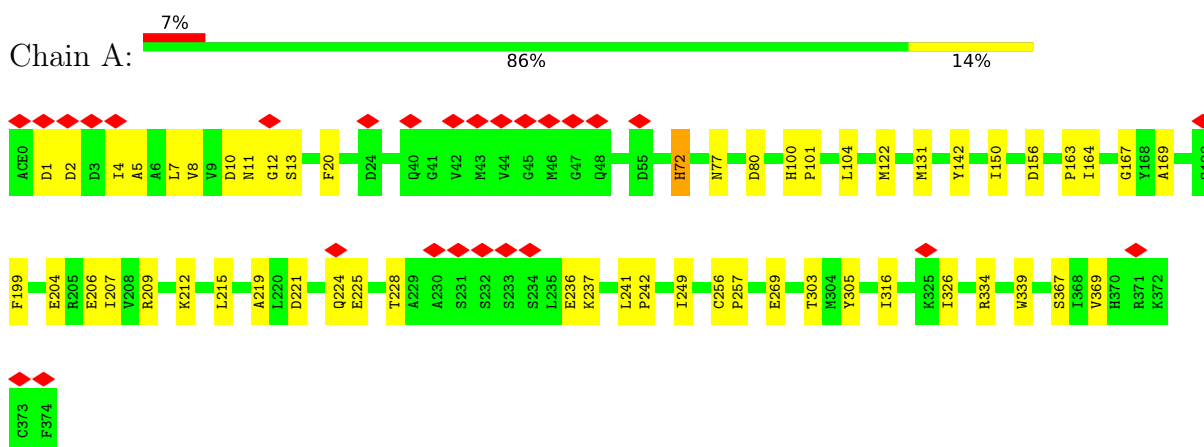 7%
Chain A:
86% 14%
ACE0 D1 D2 D3 I4 A5 A6 L7 V8 V9 D10 N11 G12 S13 F20 D24 Q40 G41 V42 M43 V44 G45 M46 G47 Q48 D55 H72 N77 D80 H100 P101 L104 M122 M131 Y142 I150 D156 P163 I164 G167 Y168 A169
F199 E204 R205 E206 I207 V208 R209 K212 L215 A219 L220 D221 Q224 E225 T228 A229 A230 S231 S232 S233 S234 L235 E236 K237 L241 P242 I249 C256 P257 E269 T303 M304 Y305 I316 K325 I326 R334 W339 S367 I368 V369 H370 R371 K372
C373 F374